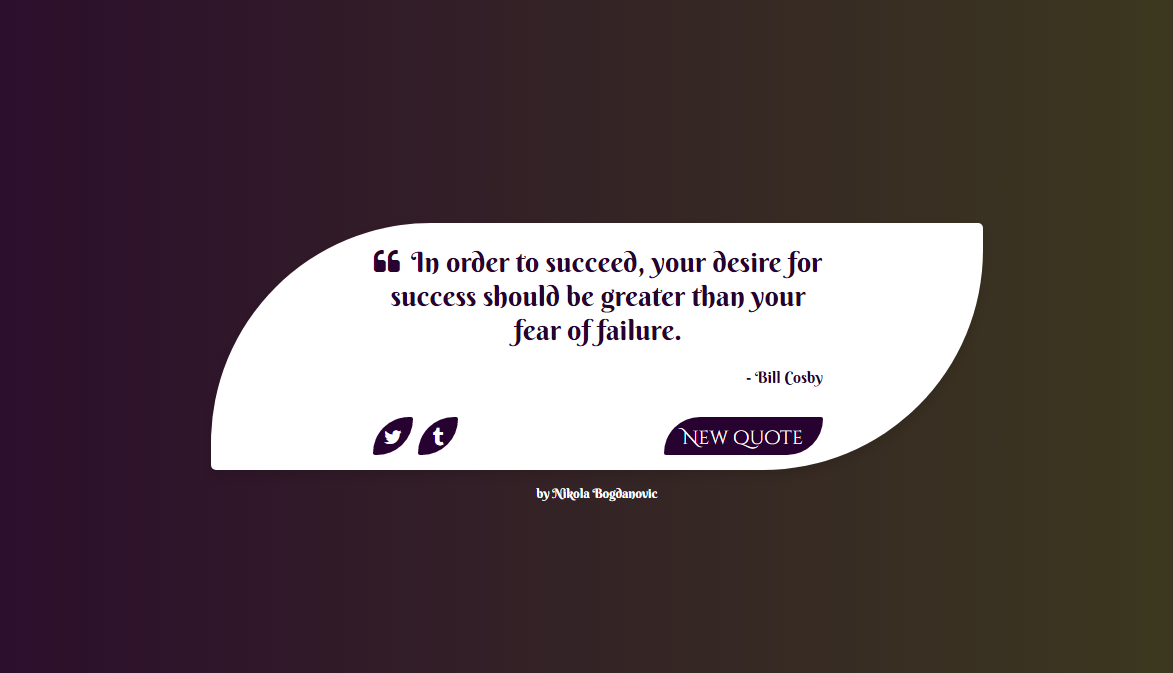 In order to succeed, your desire for
success should be greater than your
fear of failure.
- Bill Cosby
New Quote
by Nikola Bogdanovic